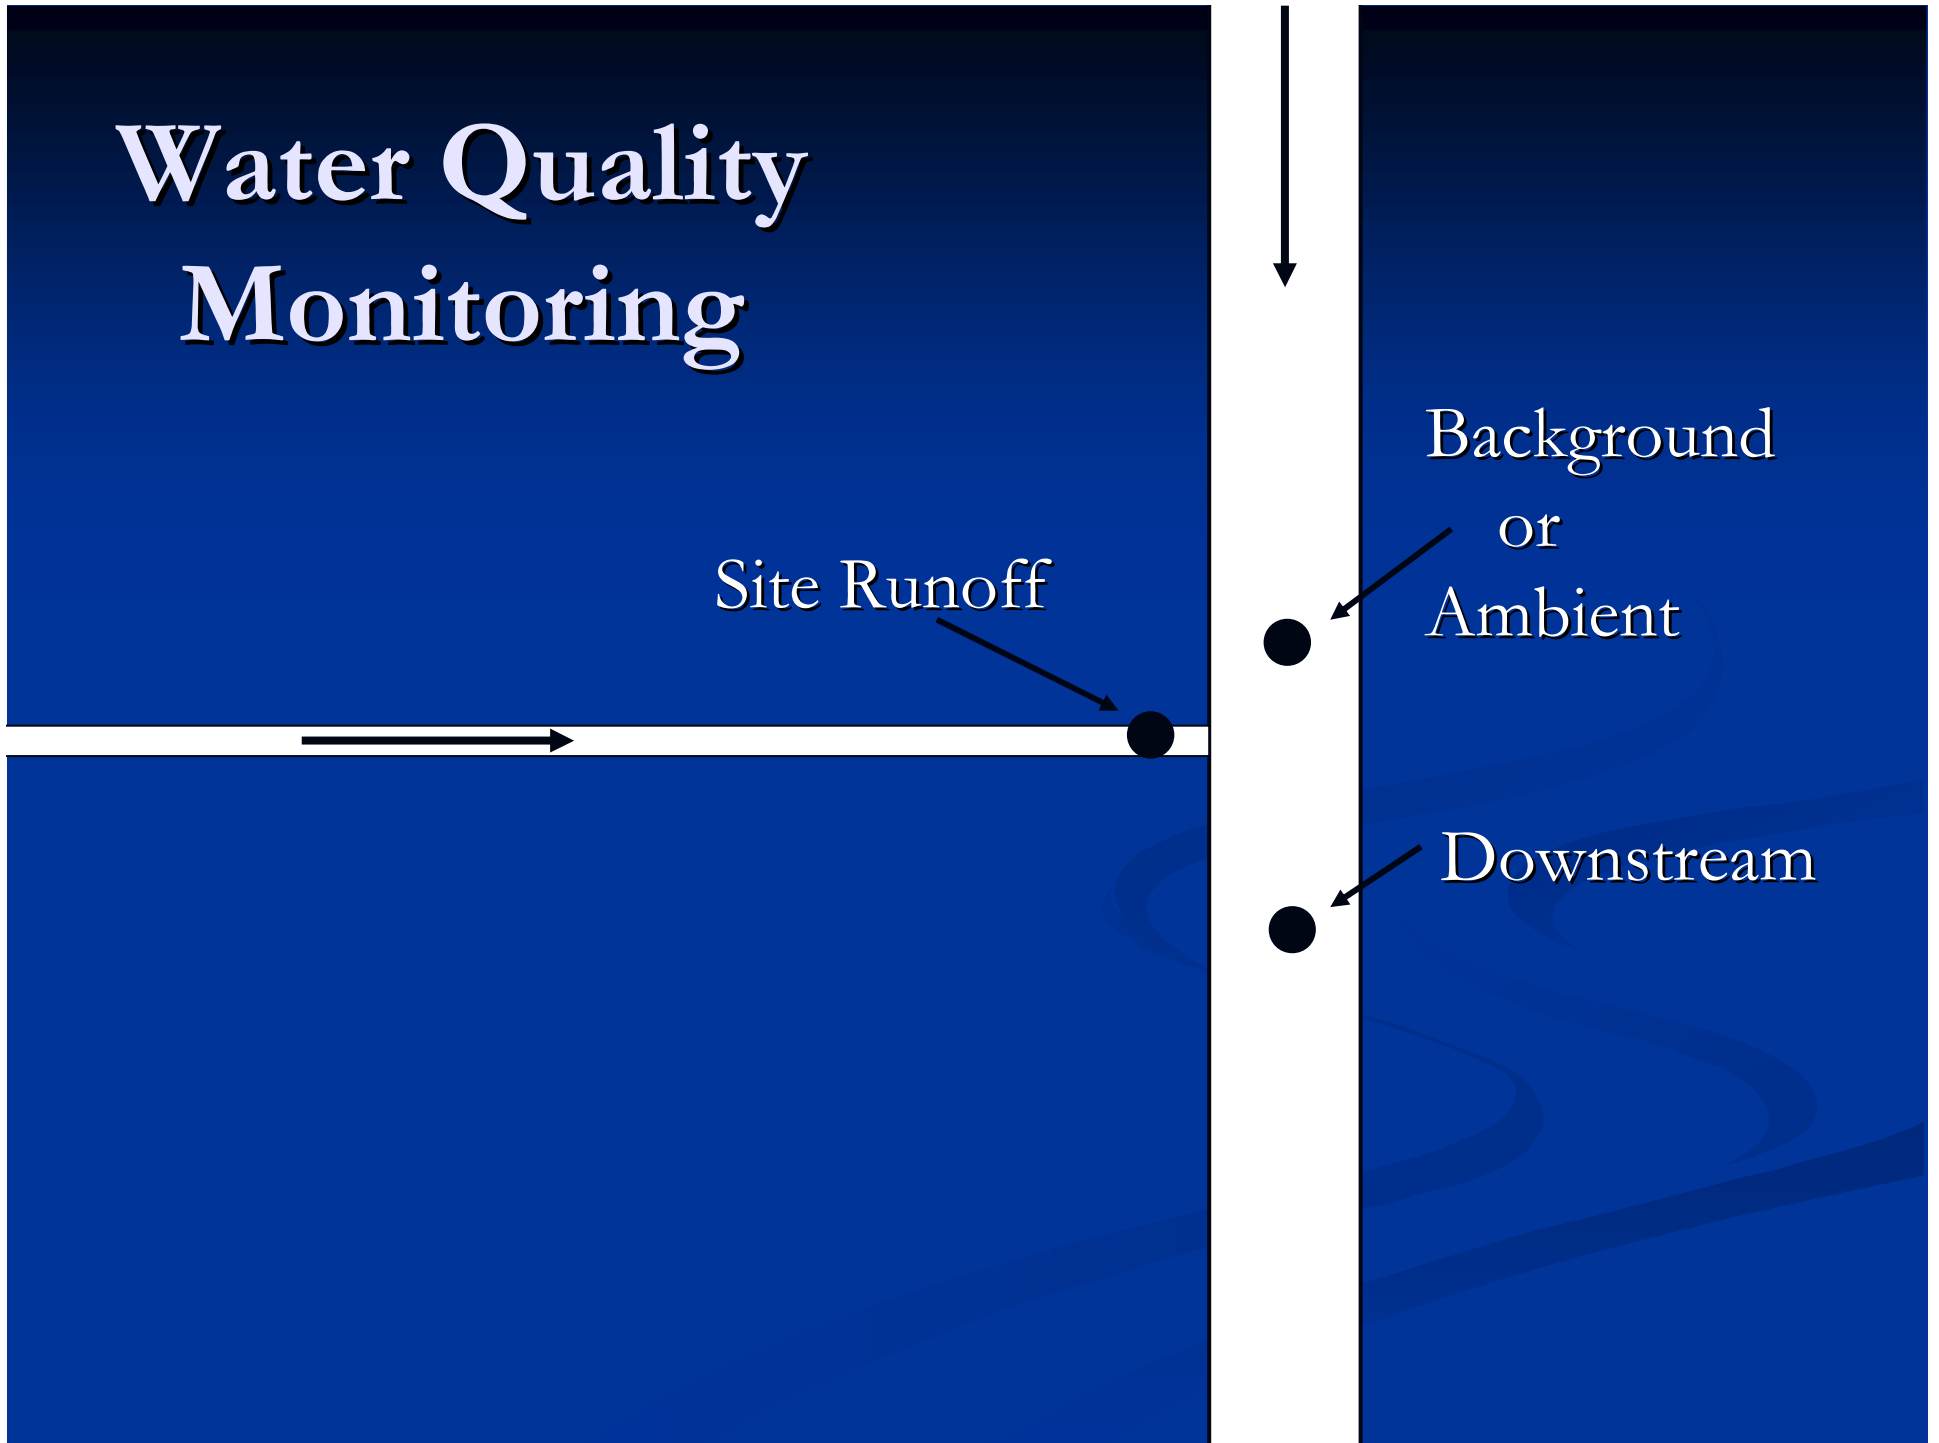 Water Quality
Monitoring
Background
or
Ambient
Site Runoff
Downstream